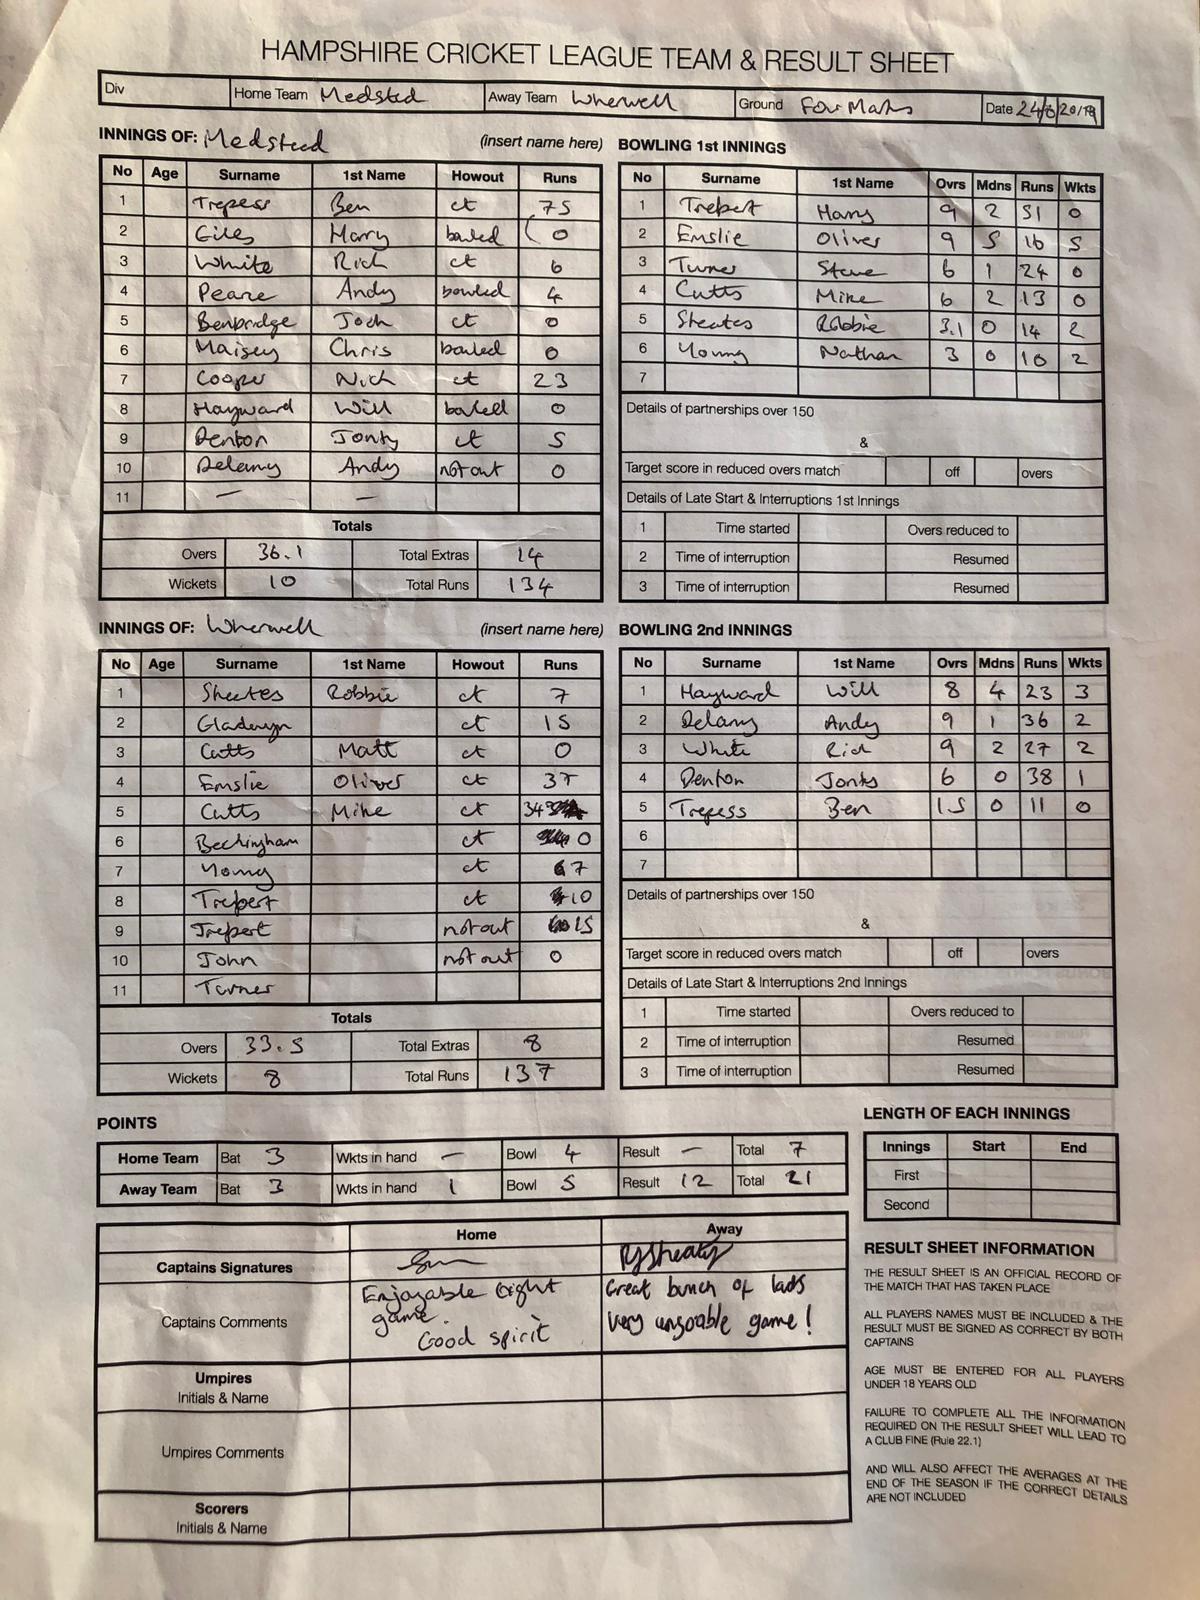 HAMPSHIRE CRICKET LEAGUE TEAM & RESULT SHEET
Div Home Team Medsted Away Team Wherwell Ground Four Marks Date 24/8/2019
INNINGS OF: Medstead (insert name here)
No Age Surname 1st Name Howout Runs
1 Trepess Ben ct 75
2 Giles Harry bowled 0
3 White Rich ct 6
4 Pearce Andy bowled 4
5 Benbridge Josh ct 0
6 Maisey Chris bowled 0
7 Cooper Nich ct 23
8 Hayward Will bowled 0
9 Denton Jonty ct 5
10 Delamy Andy not out 0
11 — —
Totals
Overs 36.1 Total Extras 14
Wickets 10 Total Runs 134
BOWLING 1st INNINGS
No Surname 1st Name Ovrs Mdns Runs Wkts
1 Trebert Harry 9 2 51 0
2 Emslie Oliver 9 5 16 5
3 Turner Steve 6 1 24 0
4 Cutts Mike 6 2 13 0
5 Sheates Robbie 3.1 0 14 2
6 Young Nathan 3 0 10 2
7
Details of partnerships over 150
&
Target score in reduced overs match off overs
Details of Late Start & Interruptions 1st Innings
1 Time started Overs reduced to
2 Time of interruption Resumed
3 Time of interruption Resumed
INNINGS OF: Wherwell (insert name here)
No Age Surname 1st Name Howout Runs
1 Sheates Robbie ct 7
2 Gladwyn ct 15
3 Cutts Matt ct 0
4 Emslie Oliver ct 37
5 Cutts Mike ct 34
6 Beckingham ct 0
7 Young ct 7
8 Trebert ct 10
9 Trebert not out 15
10 John not out 0
11 Turner
Totals
Overs 33.5 Total Extras 8
Wickets 8 Total Runs 137
BOWLING 2nd INNINGS
No Surname 1st Name Ovrs Mdns Runs Wkts
1 Hayward Will 8 4 23 3
2 Delamy Andy 9 1 36 2
3 White Rich 9 2 27 2
4 Denton Jonty 6 0 38 1
5 Trepess Ben 1.5 0 11 0
6
7
Details of partnerships over 150
&
Target score in reduced overs match off overs
Details of Late Start & Interruptions 2nd Innings
1 Time started Overs reduced to
2 Time of interruption Resumed
3 Time of interruption Resumed
POINTS
Home Team Bat 3 Wkts in hand – Bowl 4 Result – Total 7
Away Team Bat 3 Wkts in hand 1 Bowl 5 Result 12 Total 21
LENGTH OF EACH INNINGS
Innings Start End
First
Second
Home Away
Captains Signatures
Captains Comments
Enjoyable tight
game.
Good spirit
Great bunch of lads
very game!
Umpires
Initials & Name
Umpires Comments
Scorers
Initials & Name
RESULT SHEET INFORMATION
THE RESULT SHEET IS AN OFFICIAL RECORD OF
THE MATCH THAT HAS TAKEN PLACE
ALL PLAYERS NAMES MUST BE INCLUDED & THE
RESULT MUST BE SIGNED AS CORRECT BY BOTH
CAPTAINS
AGE MUST BE ENTERED FOR ALL PLAYERS
UNDER 18 YEARS OLD
FAILURE TO COMPLETE ALL THE INFORMATION
REQUIRED ON THE RESULT SHEET WILL LEAD TO
A CLUB FINE (Rule 22.1)
AND WILL ALSO AFFECT THE AVERAGES AT THE
END OF THE SEASON IF THE CORRECT DETAILS
ARE NOT INCLUDED